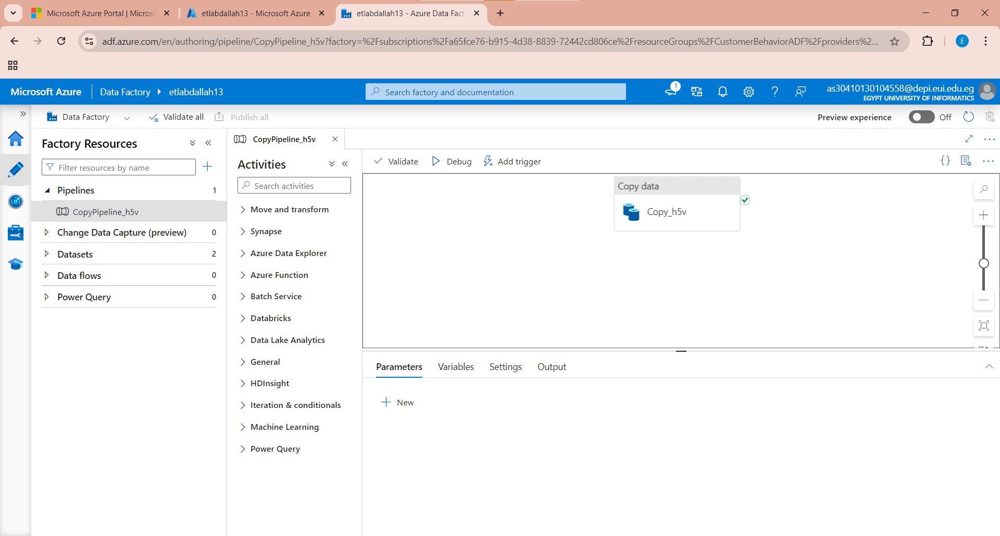 Microsoft Azure Portal | Micros
etlabdallah13 - Microsoft Azure
etlabdallah13 - Azure Data Fact
adf.azure.com/en/authoring/pipeline/CopyPipeline_h5v?factory=%2Fsubscriptions%2Fa65fce76-b915-4d38-8839-72442cd806ce%2FresourceGroups%2FCustomerBehaviorADF%2Fproviders%2...
ε
Microsoft Azure
Data Factory
etlabdallah13
Search factory and documentation
1
as30410130104558@depi.eui.edu.eg
EGYPT UNIVERSITY OF INFORMATICS
Data Factory
Validate all
Publish all
Preview experience
Off
Factory Resources
Filter resources by name
Pipelines 1
CopyPipeline_h5v
Change Data Capture (preview) 0
Datasets 2
Data flows 0
Power Query 0
CopyPipeline_h5v
Activities
Search activities
Move and transform
Synapse
Azure Data Explorer
Azure Function
Batch Service
Databricks
Data Lake Analytics
General
HDInsight
Iteration & conditionals
Machine Learning
Power Query
Validate
Debug
Add trigger
Copy data
Copy_h5v
Parameters
Variables
Settings
Output
New